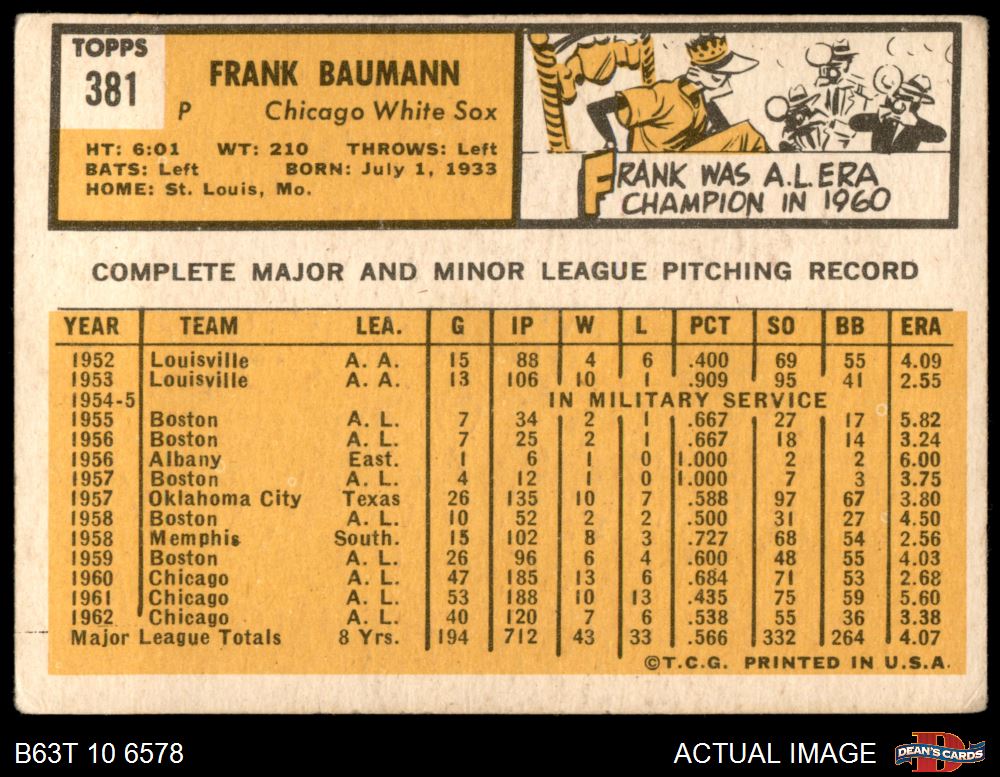 TOPPS
381
FRANK BAUMANN
P Chicago White Sox
HT: 6:01 WT: 210 THROWS: Left
BATS: Left BORN: July 1, 1933
HOME: St. Louis, Mo.
FRANK WAS A.L. ERA
CHAMPION IN 1960
COMPLETE MAJOR AND MINOR LEAGUE PITCHING RECORD
YEAR TEAM LEA. G IP W L PCT SO BB ERA
1952 Louisville A. A. 15 88 4 6 .400 69 55 4.09
1953 Louisville A. A. 13 106 10 1 .909 95 41 2.55
1954-5 IN MILITARY SERVICE
1955 Boston A. L. 7 34 2 1 .667 27 17 5.82
1956 Boston A. L. 7 25 2 1 .667 18 14 3.24
1956 Albany East. 1 6 1 0 1.000 2 2 6.00
1957 Boston A. L. 4 12 1 0 1.000 7 3 3.75
1957 Oklahoma City Texas 26 135 10 7 .588 97 67 3.80
1958 Boston A. L. 10 52 2 2 .500 31 27 4.50
1958 Memphis South. 15 102 8 3 .727 68 54 2.56
1959 Boston A. L. 26 96 6 4 .600 48 55 4.03
1960 Chicago A. L. 47 185 13 6 .684 71 53 2.68
1961 Chicago A. L. 53 188 10 13 .435 75 59 5.60
1962 Chicago A. L. 40 120 7 6 .538 55 36 3.38
Major League Totals 8 Yrs. 194 712 43 33 .566 332 264 4.07
©T.C.G. PRINTED IN U.S.A.
B63T 10 6578
ACTUAL IMAGE
DEAN'S CARDS